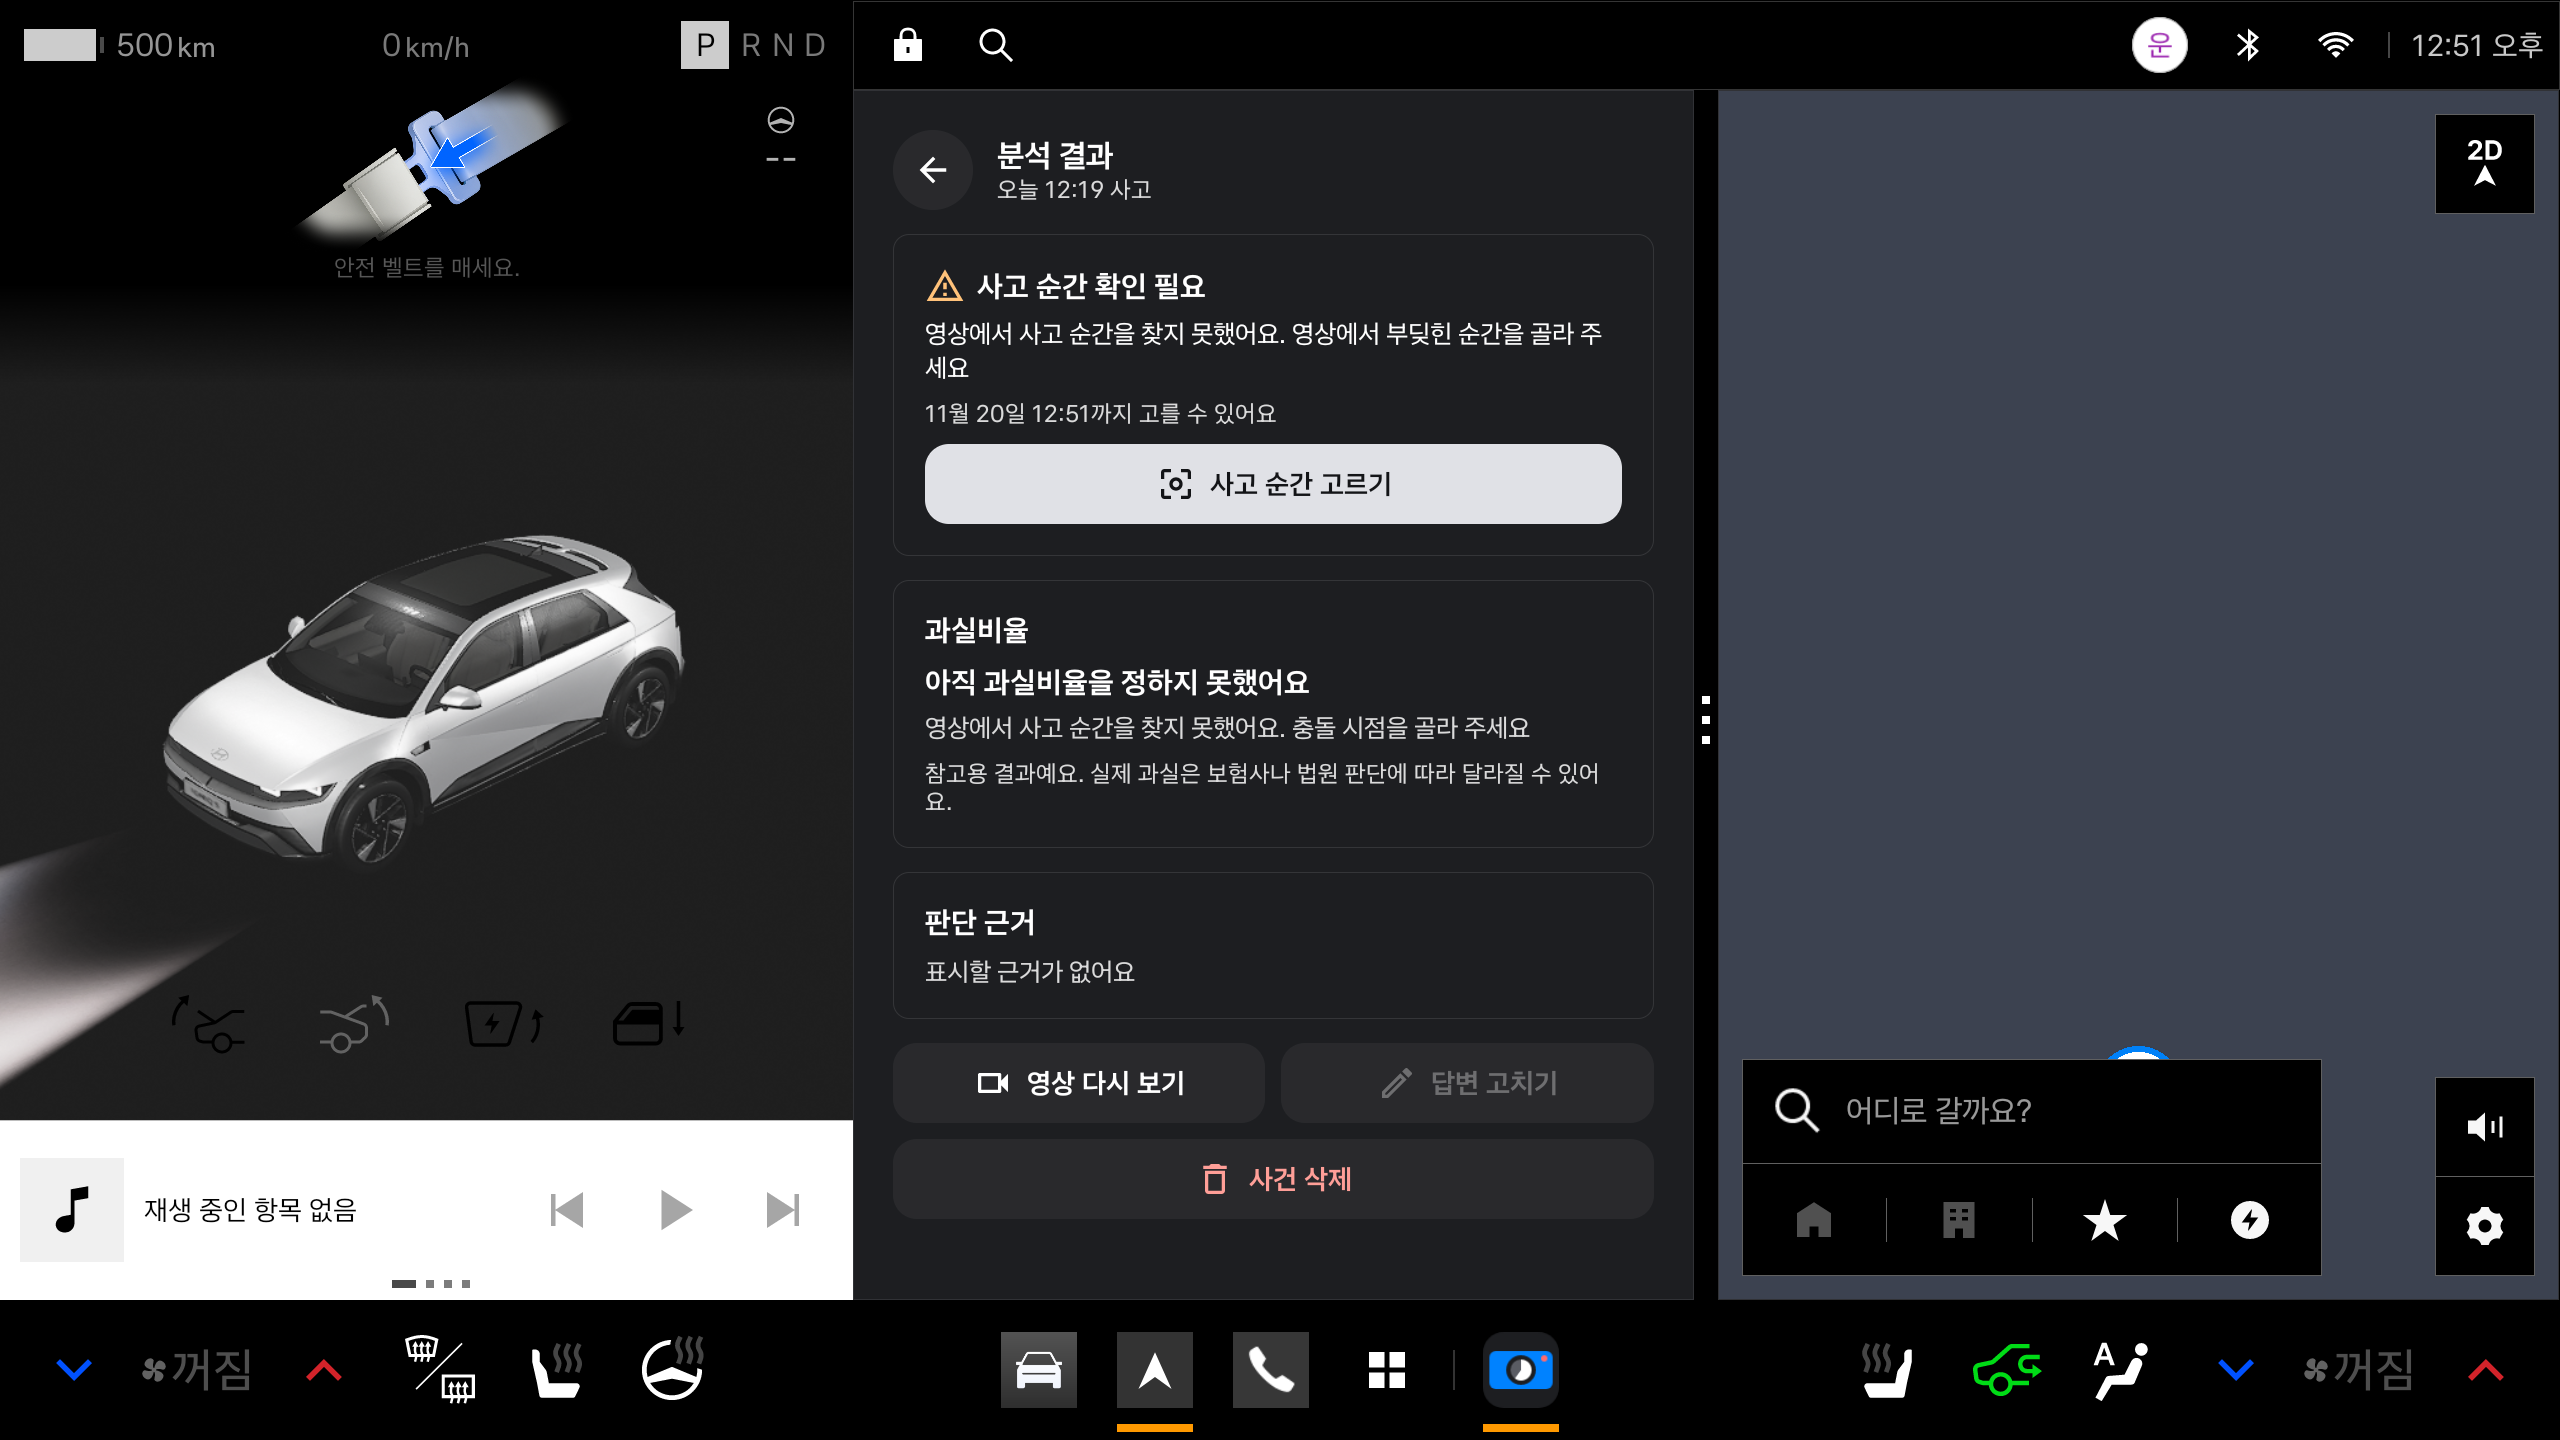 500 km
0 km/h
P R N D
운
12:51 오후
안전 벨트를 매세요.
분석 결과
오늘 12:19 사고
사고 순간 확인 필요
영상에서 사고 순간을 찾지 못했어요. 영상에서 부딪힌 순간을 골라 주
세요
11월 20일 12:51까지 고를 수 있어요
사고 순간 고르기
과실비율
아직 과실비율을 정하지 못했어요
영상에서 사고 순간을 찾지 못했어요. 충돌 시점을 골라 주세요
참고용 결과예요. 실제 과실은 보험사나 법원 판단에 따라 달라질 수 있어
요.
판단 근거
표시할 근거가 없어요
영상 다시 보기
답변 고치기
사건 삭제
2D
어디로 갈까요?
재생 중인 항목 없음
꺼짐
A
꺼짐